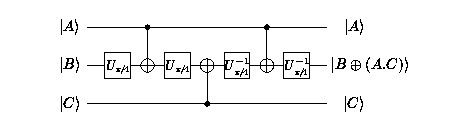 |A⟩ |A⟩
|B⟩ U_{π/4} U_{π/4} U^{-1}_{π/4} U^{-1}_{π/4} |B ⊕ (A.C)⟩
|C⟩ |C⟩